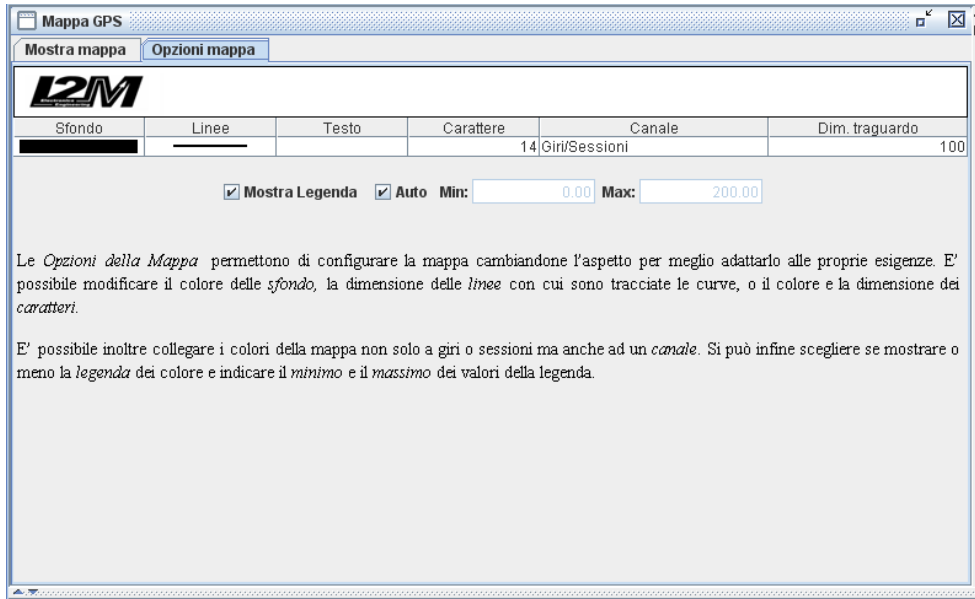 Mappa GPS
Mostra mappa Opzioni mappa
I2M
Electronics
Engineering
Sfondo Linee Testo Carattere Canale Dim. traguardo
14 Giri/Sessioni 100
Mostra Legenda Auto Min: 0.00 Max: 200.00
Le Opzioni della Mappa permettono di configurare la mappa cambiandone l'aspetto per meglio adattarlo alle proprie esigenze. E'
possibile modificare il colore delle sfondo, la dimensione delle linee con cui sono tracciate le curve, o il colore e la dimensione dei
caratteri.
E' possibile inoltre collegare i colori della mappa non solo a giri o sessioni ma anche ad un canale. Si può infine scegliere se mostrare o
meno la legenda dei colore e indicare il minimo e il massimo dei valori della legenda.